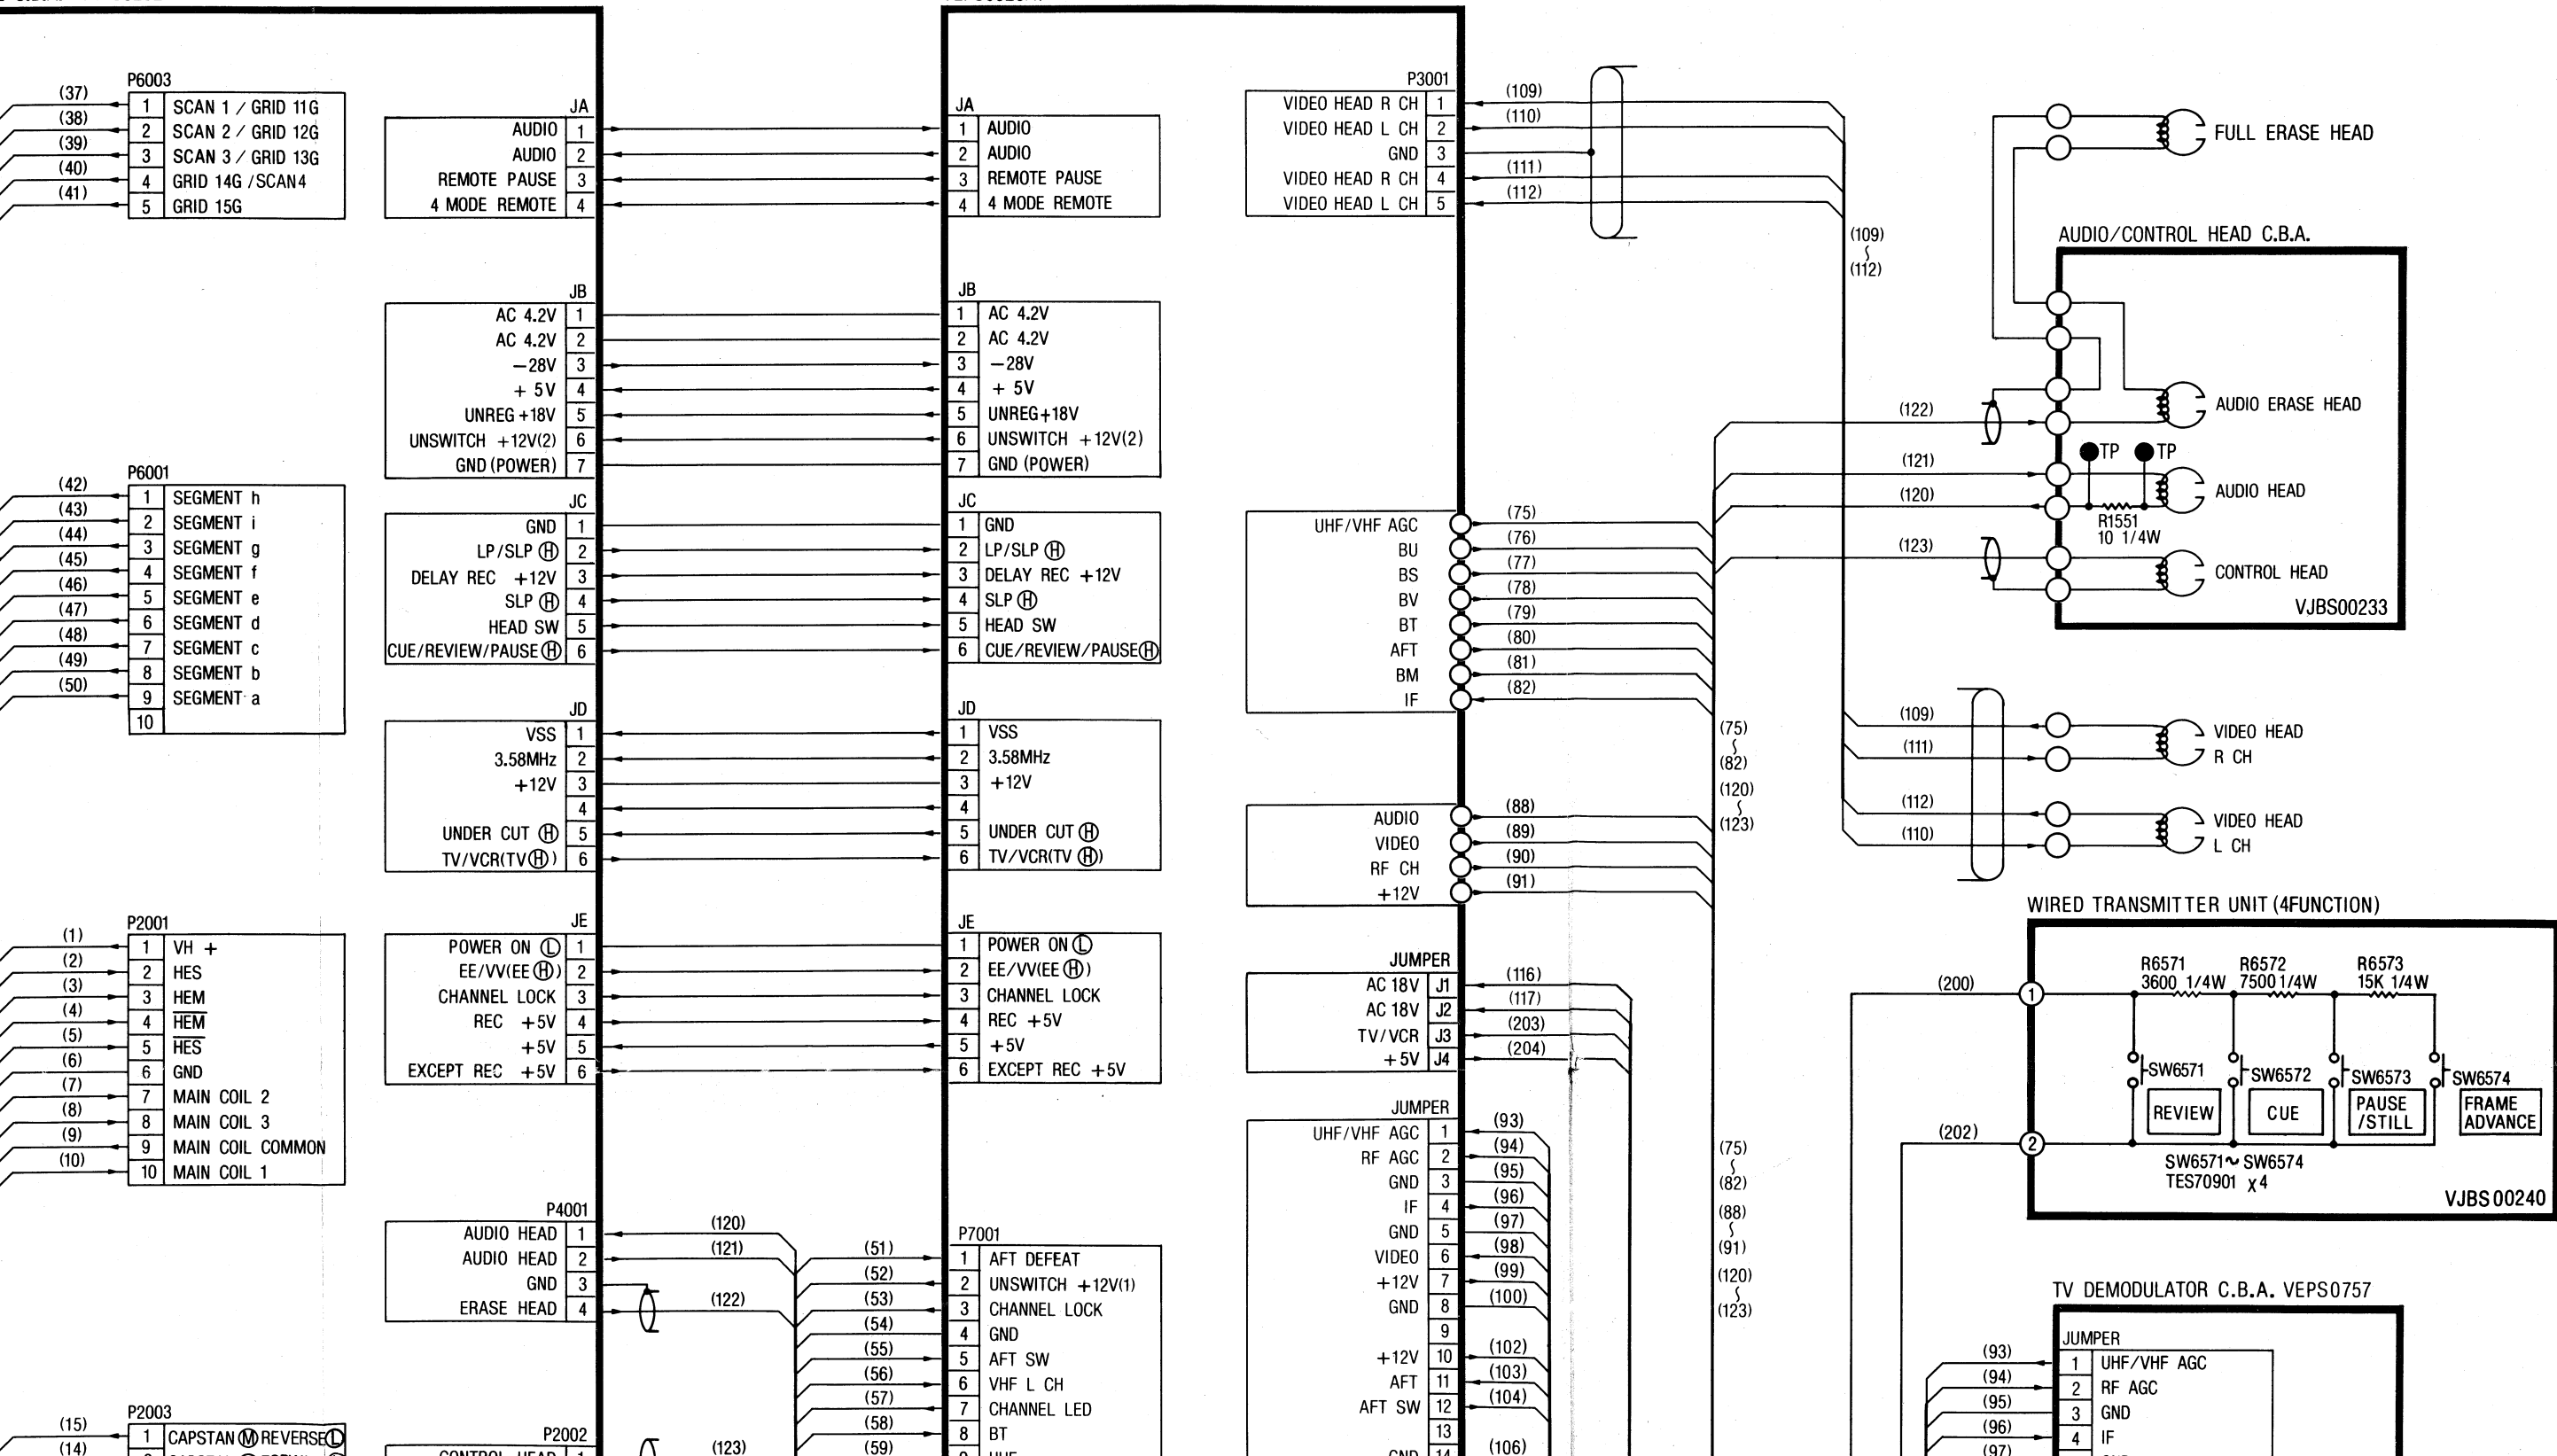 P6003
(37) 1 SCAN 1 / GRID 11G
(38) 2 SCAN 2 / GRID 12G
(39) 3 SCAN 3 / GRID 13G
(40) 4 GRID 14G / SCAN4
(41) 5 GRID 15G
P6001
(42) 1 SEGMENT h
(43) 2 SEGMENT i
(44) 3 SEGMENT g
(45) 4 SEGMENT f
(46) 5 SEGMENT e
(47) 6 SEGMENT d
(48) 7 SEGMENT c
(49) 8 SEGMENT b
(50) 9 SEGMENT a
10
P2001
(1) 1 VH +
(2) 2 HES
(3) 3 HEM
(4) 4 H̅E̅M̅
(5) 5 H̅E̅S̅
(6) 6 GND
(7) 7 MAIN COIL 2
(8) 8 MAIN COIL 3
(9) 9 MAIN COIL COMMON
(10) 10 MAIN COIL 1
P2003
(15) 1 CAPSTAN Ⓜ REVERSE Ⓛ
(14)
JA
AUDIO 1
AUDIO 2
REMOTE PAUSE 3
4 MODE REMOTE 4
JB
AC 4.2V 1
AC 4.2V 2
−28V 3
+ 5V 4
UNREG +18V 5
UNSWITCH +12V(2) 6
GND (POWER) 7
JC
GND 1
LP/SLP Ⓗ 2
DELAY REC +12V 3
SLP Ⓗ 4
HEAD SW 5
CUE/REVIEW/PAUSE Ⓗ 6
JD
VSS 1
3.58MHz 2
+12V 3
4
UNDER CUT Ⓗ 5
TV/VCR(TV Ⓗ) 6
JE
POWER ON Ⓛ 1
EE/VV(EE Ⓗ) 2
CHANNEL LOCK 3
REC +5V 4
+5V 5
EXCEPT REC +5V 6
P4001
AUDIO HEAD 1 (120)
AUDIO HEAD 2 (121)
GND 3
ERASE HEAD 4 (122)
P2002
CONTROL HEAD 1 (123)
JA
1 AUDIO
2 AUDIO
3 REMOTE PAUSE
4 4 MODE REMOTE
JB
1 AC 4.2V
2 AC 4.2V
3 −28V
4 + 5V
5 UNREG+18V
6 UNSWITCH +12V(2)
7 GND (POWER)
JC
1 GND
2 LP/SLP Ⓗ
3 DELAY REC +12V
4 SLP Ⓗ
5 HEAD SW
6 CUE/REVIEW/PAUSE Ⓗ
JD
1 VSS
2 3.58MHz
3 +12V
4
5 UNDER CUT Ⓗ
6 TV/VCR(TV Ⓗ)
JE
1 POWER ON Ⓛ
2 EE/VV(EE Ⓗ)
3 CHANNEL LOCK
4 REC +5V
5 +5V
6 EXCEPT REC +5V
P7001
(51) 1 AFT DEFEAT
(52) 2 UNSWITCH +12V(1)
(53) 3 CHANNEL LOCK
(54) 4 GND
(55) 5 AFT SW
(56) 6 VHF L CH
(57) 7 CHANNEL LED
(58) 8 BT
(59)
P3001
VIDEO HEAD R CH 1 (109)
VIDEO HEAD L CH 2 (110)
GND 3
VIDEO HEAD R CH 4 (111)
VIDEO HEAD L CH 5 (112)
UHF/VHF AGC (75)
BU (76)
BS (77)
BV (78)
BT (79)
AFT (80)
BM (81)
IF (82)
AUDIO (88)
VIDEO (89)
RF CH (90)
+12V (91)
JUMPER
AC 18V J1 (116)
AC 18V J2 (117)
TV/VCR J3 (203)
+5V J4 (204)
JUMPER
UHF/VHF AGC 1 (93)
RF AGC 2 (94)
GND 3 (95)
IF 4 (96)
GND 5 (97)
VIDEO 6 (98)
+12V 7 (99)
GND 8 (100)
9
+12V 10 (102)
AFT 11 (103)
AFT SW 12 (104)
13
GND 14 (106)
(109)
∫
(112)
(75)
∫
(82)
(120)
∫
(123)
(75)
∫
(82)
(88)
∫
(91)
(120)
∫
(123)
FULL ERASE HEAD
AUDIO/CONTROL HEAD C.B.A.
(122) AUDIO ERASE HEAD
TP TP
(121)
(120) AUDIO HEAD
R1551
10 1/4W
(123) CONTROL HEAD
VJBS00233
(109) VIDEO HEAD
(111) R CH
(112) VIDEO HEAD
(110) L CH
WIRED TRANSMITTER UNIT (4FUNCTION)
R6571 R6572 R6573
3600 1/4W 7500 1/4W 15K 1/4W
(200) 1
SW6571 SW6572 SW6573 SW6574
REVIEW CUE PAUSE /STILL FRAME ADVANCE
(202) 2
SW6571~SW6574
TES70901 x4
VJBS00240
TV DEMODULATOR C.B.A. VEPS0757
JUMPER
(93) 1 UHF/VHF AGC
(94) 2 RF AGC
(95) 3 GND
(96) 4 IF
(97)